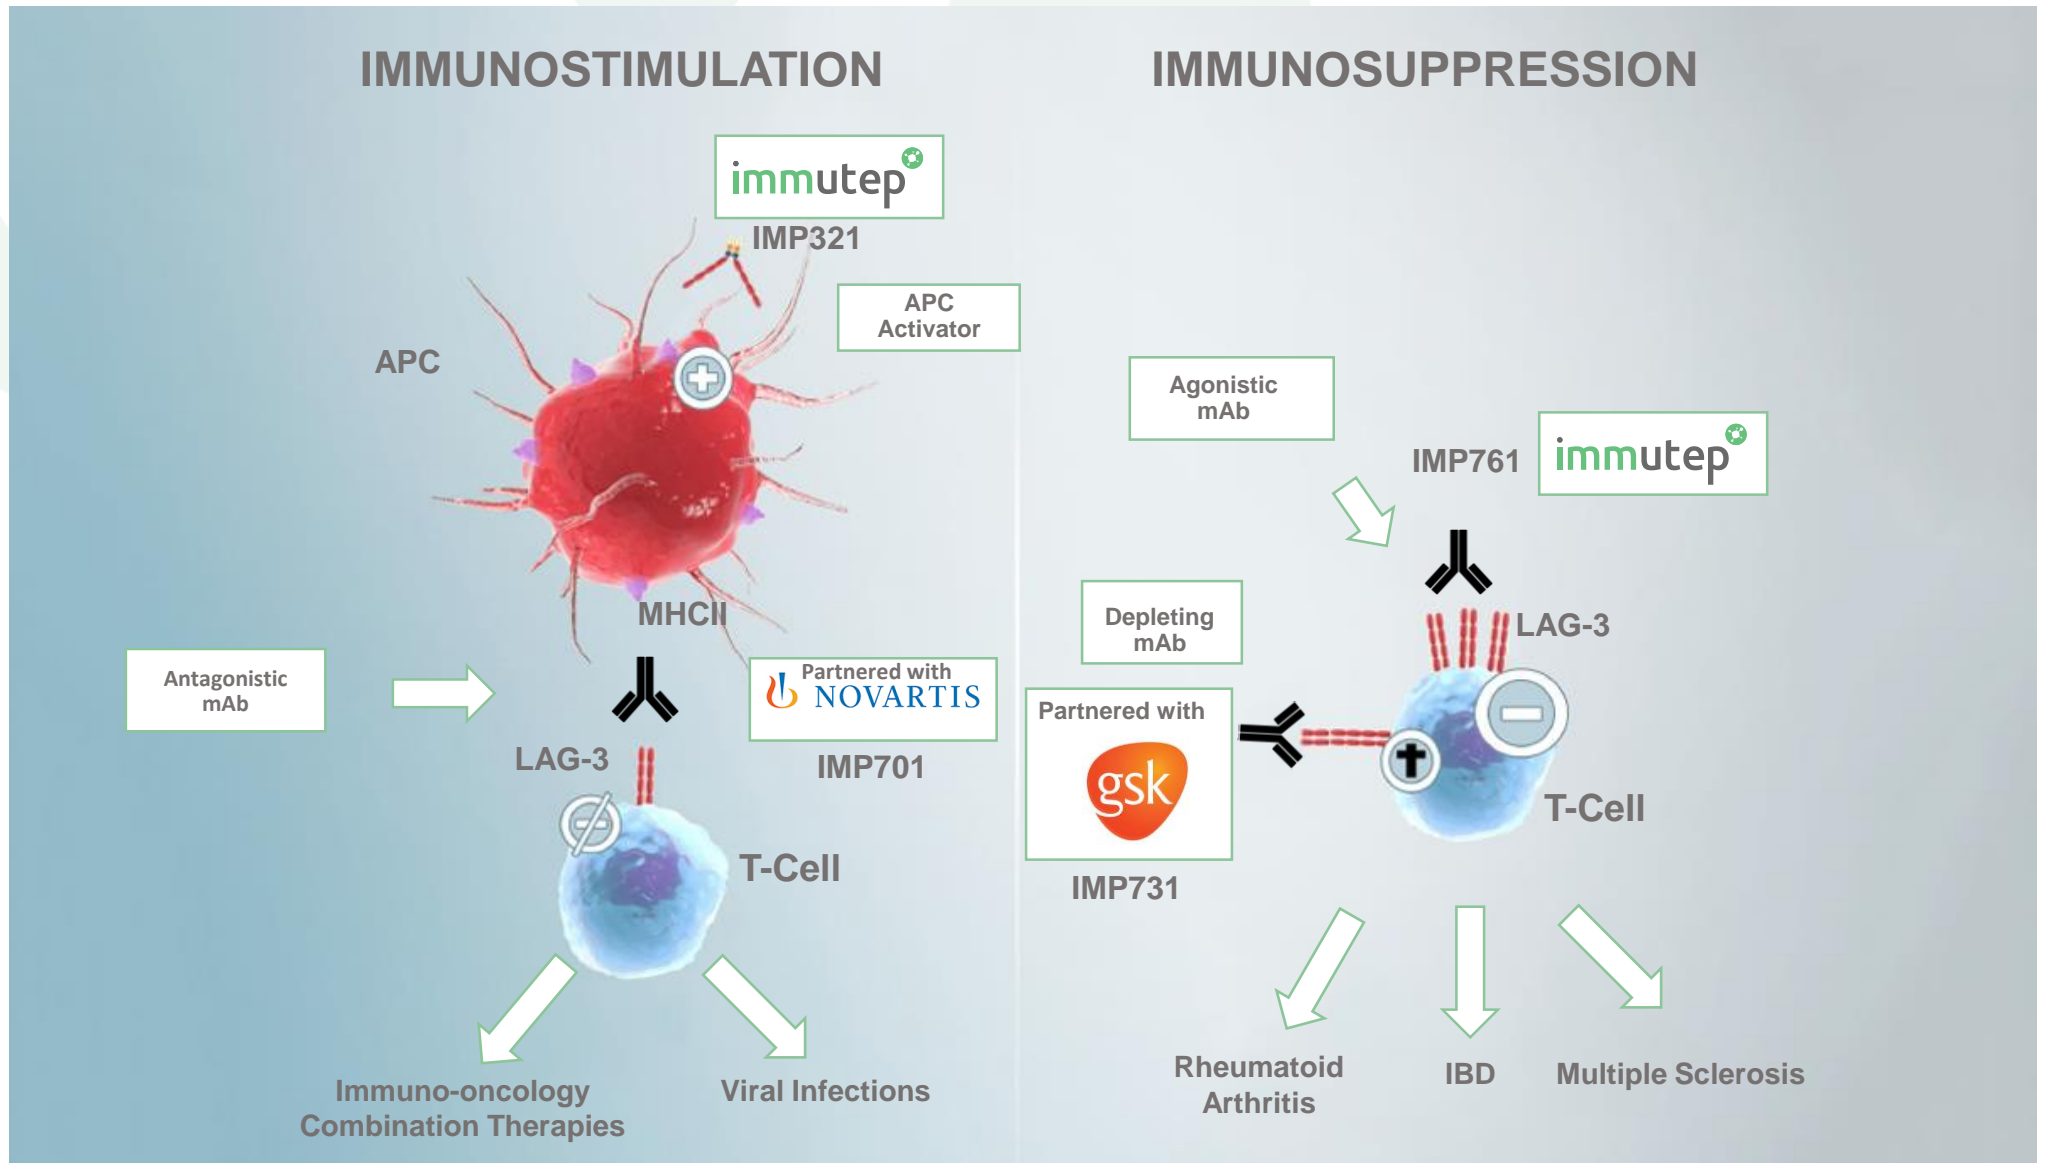 IMMUNOSTIMULATION
immutep
IMP321
APC
Activator
APC
MHCII
Antagonistic
mAb
Partnered with
NOVARTIS
LAG-3
IMP701
T-Cell
Immuno-oncology
Combination Therapies
Viral Infections
IMMUNOSUPPRESSION
Agonistic
mAb
IMP761
immutep
Depleting
mAb
LAG-3
Partnered with
gsk
T-Cell
IMP731
Rheumatoid
Arthritis
IBD
Multiple Sclerosis